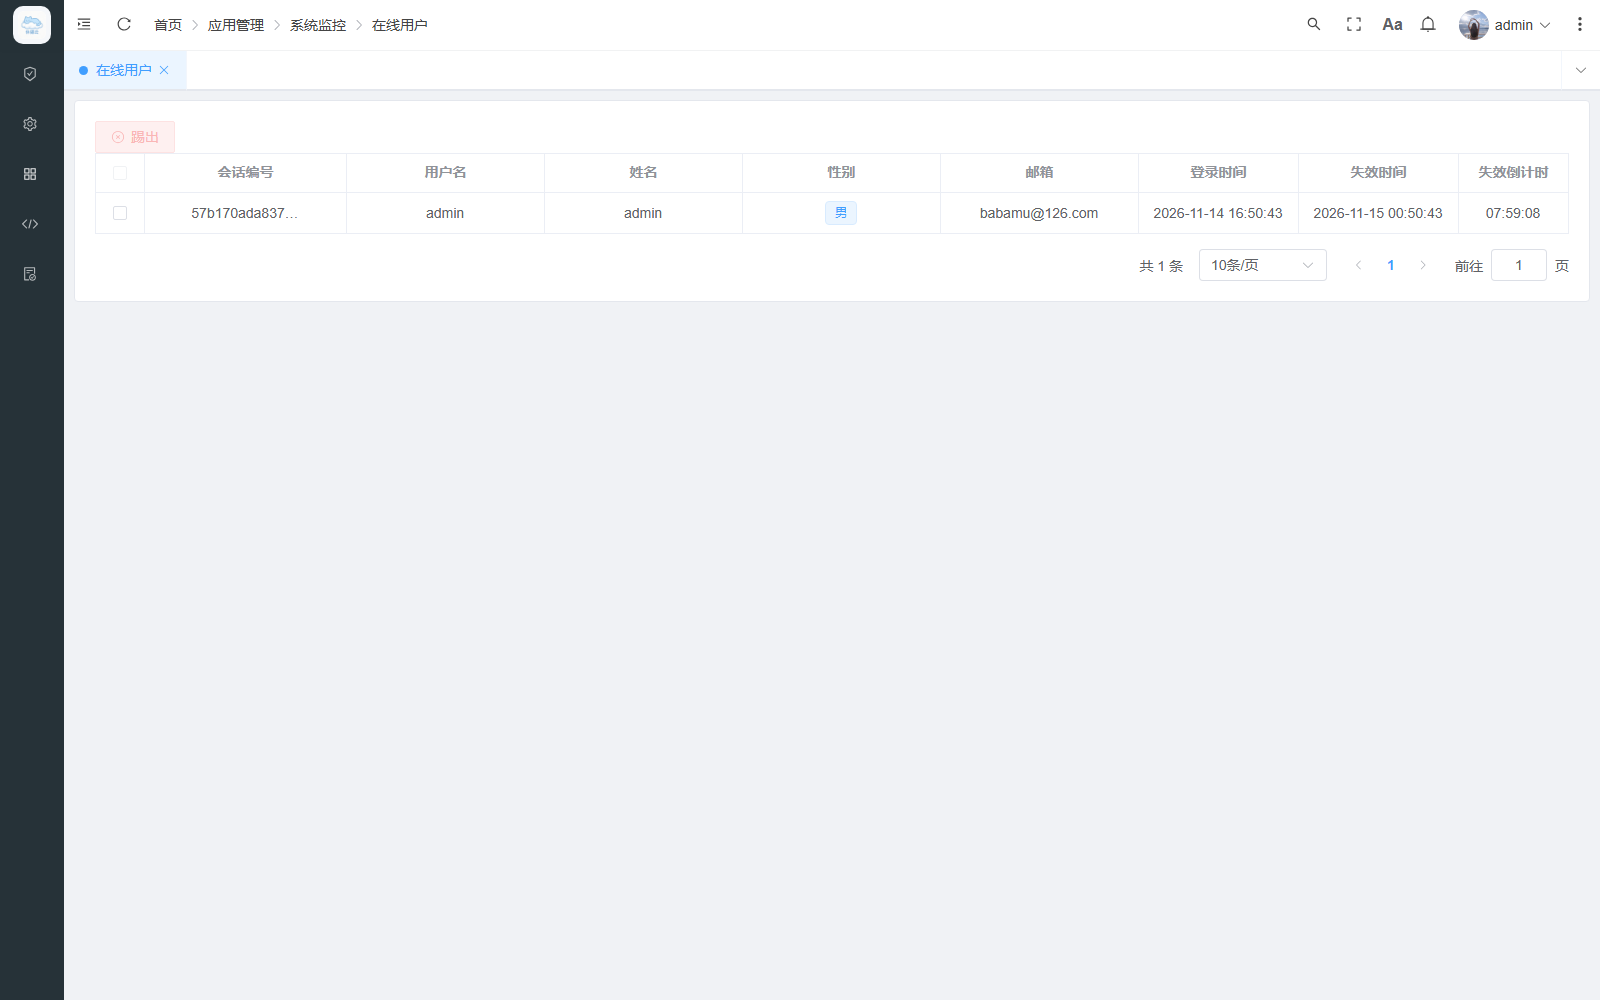 首页 应用管理 系统监控 在线用户 Aa admin
在线用户
踢出
会话编号 用户名 姓名 性别 邮箱 登录时间 失效时间 失效倒计时
57b170ada837... admin admin 男 babamu@126.com 2026-11-14 16:50:43 2026-11-15 00:50:43 07:59:08
共 1 条 10条/页 1 前往 1 页